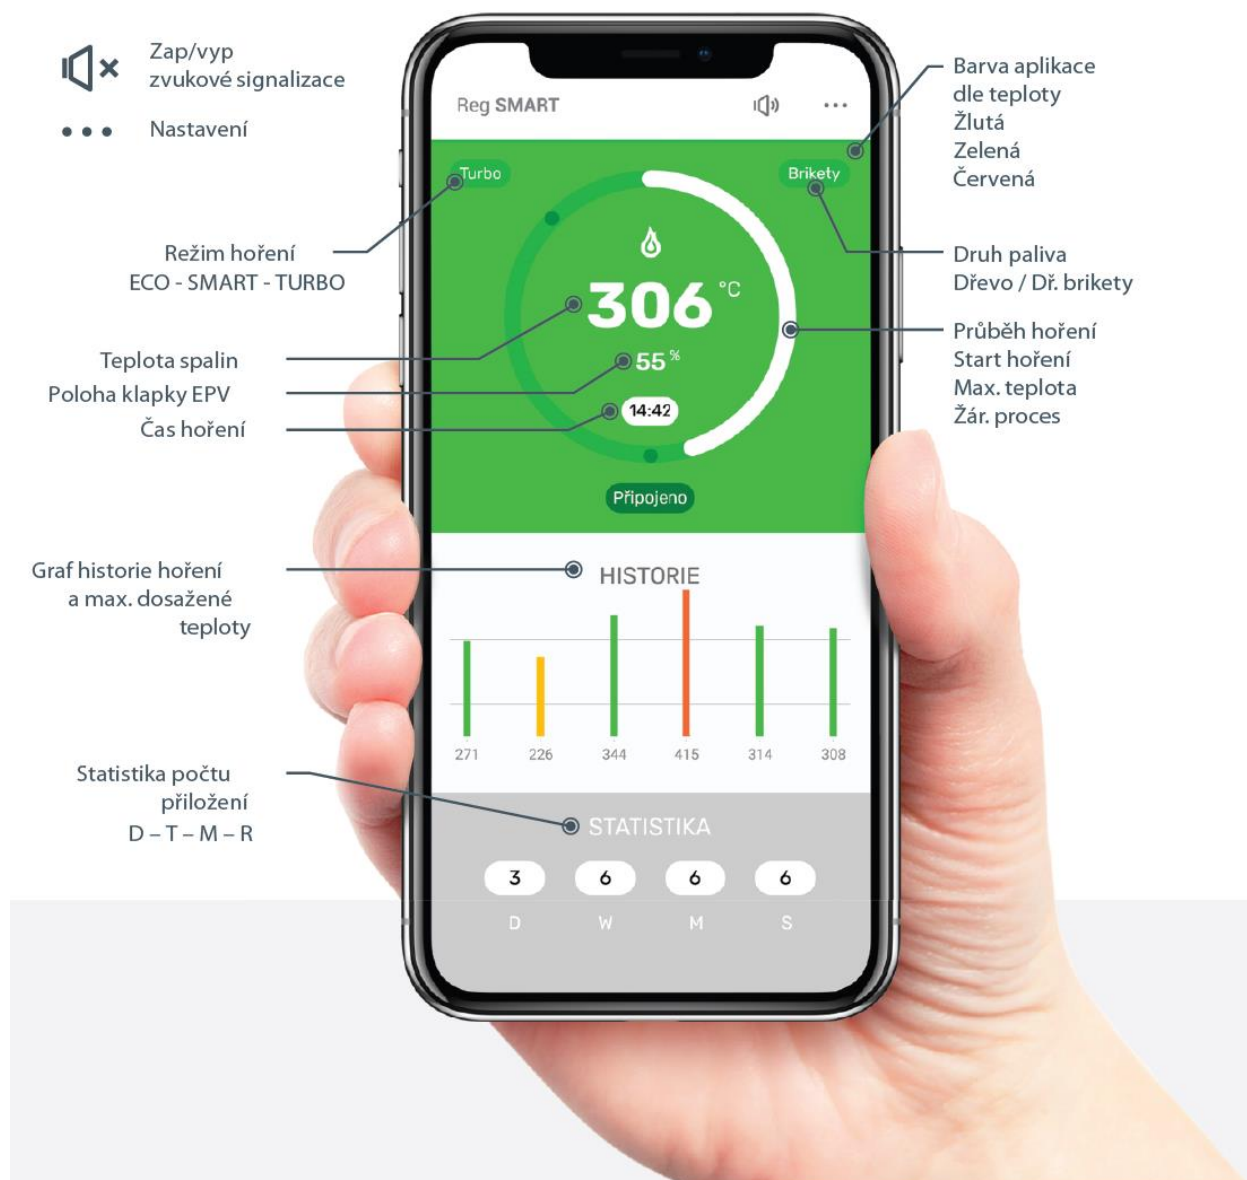 Zap/vyp
zvukové signalizace
Nastavení
Režim hoření
ECO - SMART - TURBO
Teplota spalin
Poloha klapky EPV
Čas hoření
Graf historie hoření
a max. dosažené
teploty
Statistika počtu
přiložení
D – T – M – R
Reg SMART
Turbo
Brikety
306 °C
55 %
14:42
Připojeno
HISTORIE
271 226 344 415 314 308
STATISTIKA
3 6 6 6
D W M S
Barva aplikace
dle teploty
Žlutá
Zelená
Červená
Druh paliva
Dřevo / Dř. brikety
Průběh hoření
Start hoření
Max. teplota
Žár. proces